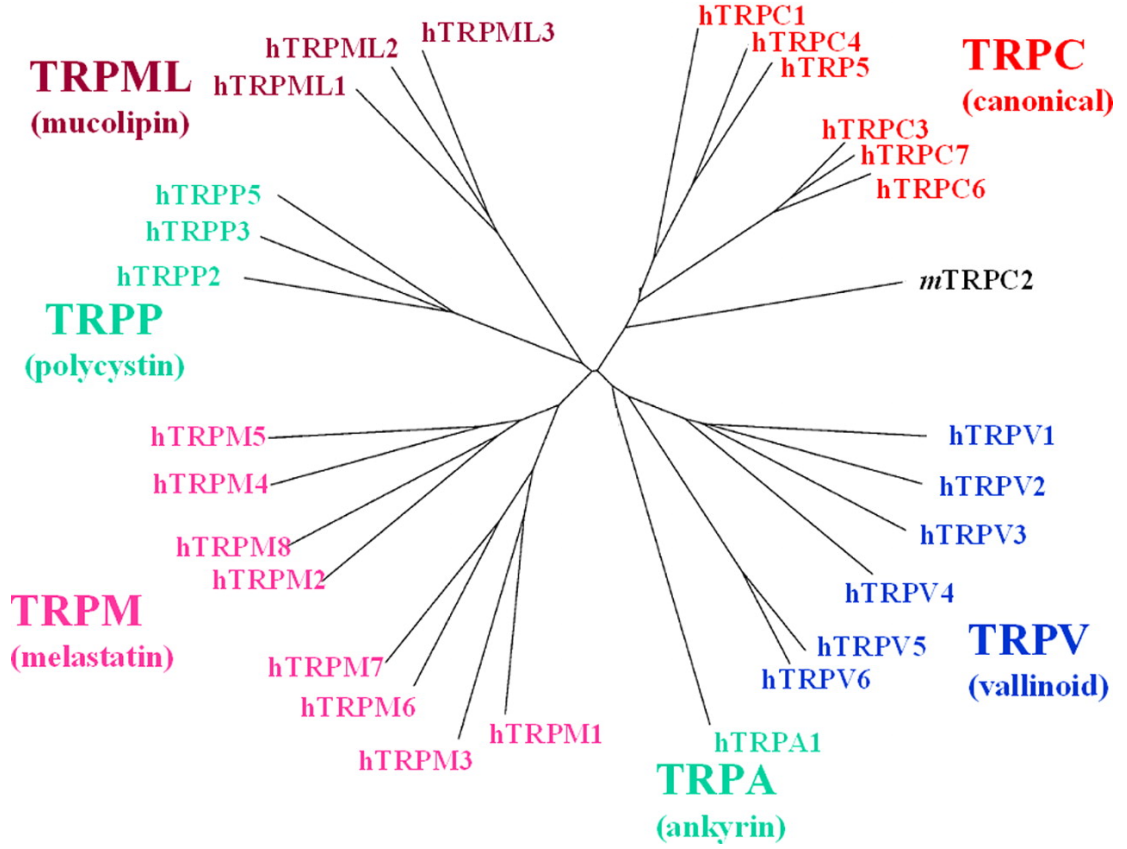 hTRPC1
hTRPML3
hTRPML2
hTRPC4
hTRP5
TRPML
(mucolipin)
hTRPML1
TRPC
(canonical)
hTRPC3
hTRPC7
hTRPC6
hTRPP5
hTRPP3
hTRPP2
TRPP
(polycystin)
mTRPC2
hTRPM5
hTRPM4
hTRPM8
hTRPM2
TRPM
(melastatin)
hTRPM7
hTRPM6
hTRPM3
hTRPM1
hTRPV1
hTRPV2
hTRPV3
hTRPV4
hTRPV5
hTRPV6
TRPV
(vallinoid)
hTRPA1
TRPA
(ankyrin)